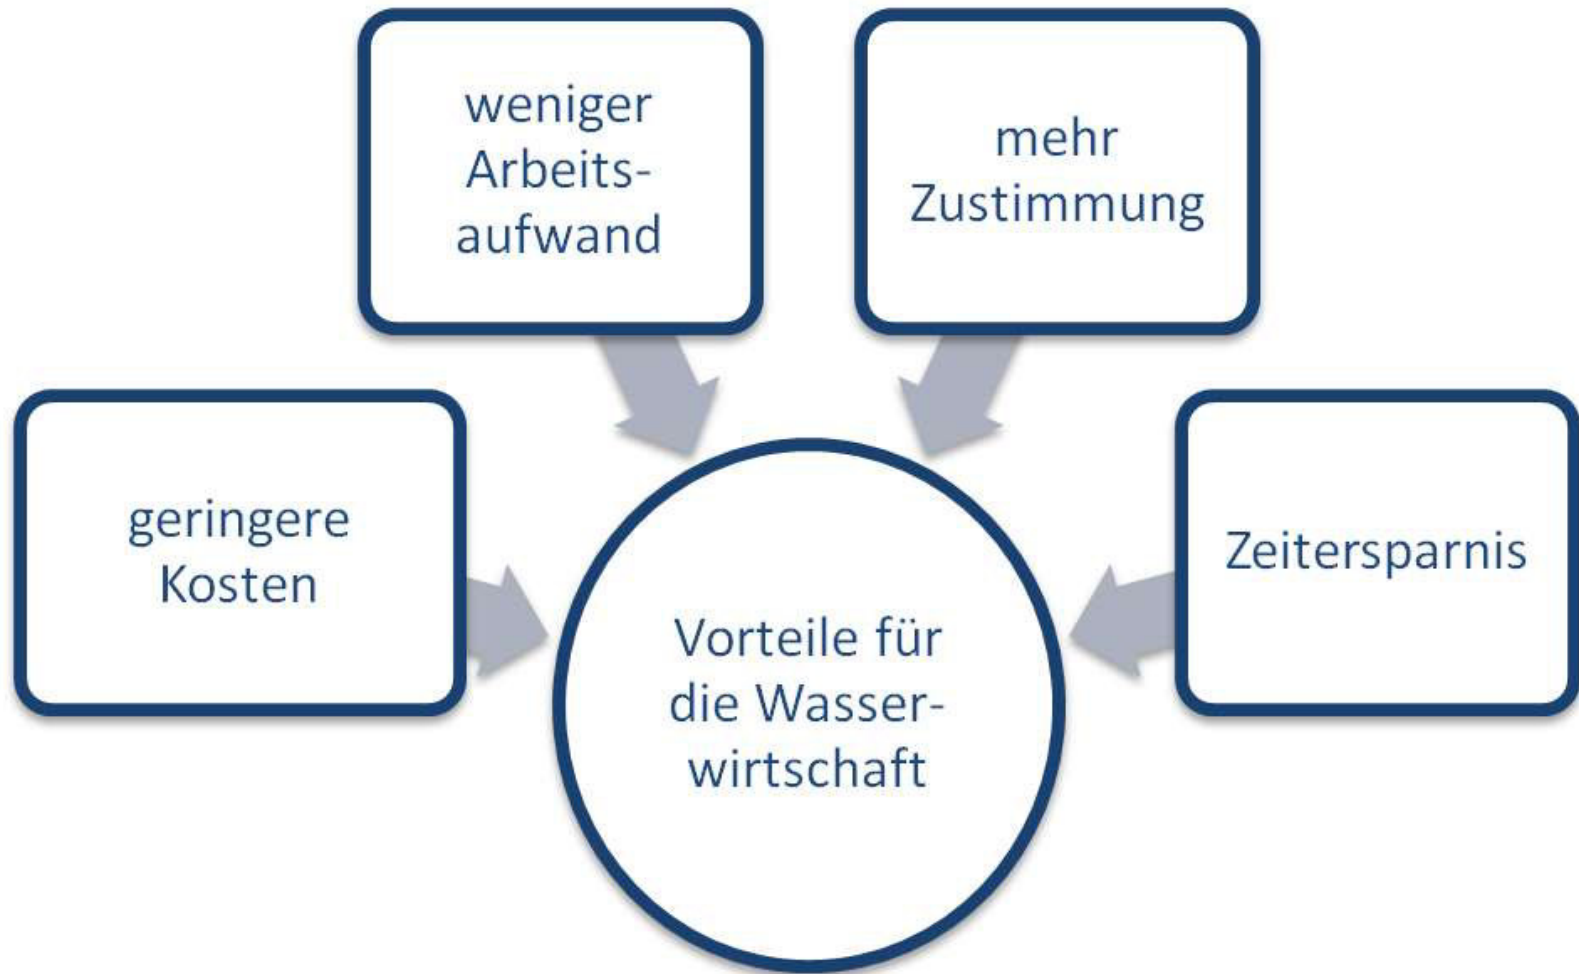 weniger
Arbeits-
aufwand
mehr
Zustimmung
geringere
Kosten
Zeitersparnis
Vorteile für
die Wasser-
wirtschaft